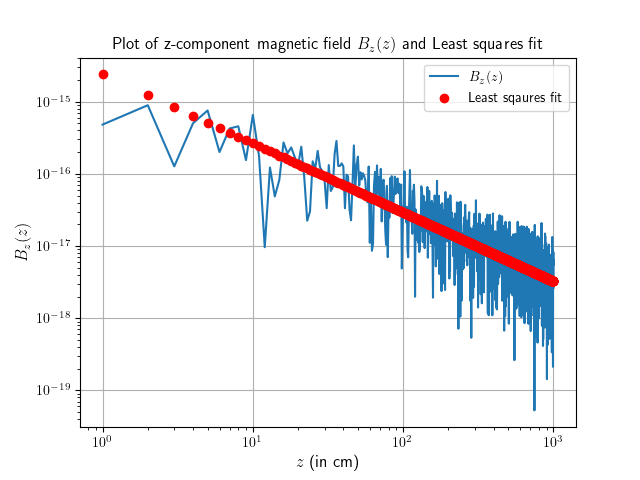 Plot of z-component magnetic field $B_z(z)$ and Least squares fit
$B_z(z)$
Least sqaures fit
$B_z(z)$
$10^{-15}$
$10^{-16}$
$10^{-17}$
$10^{-18}$
$10^{-19}$
$10^0$ $10^1$ $10^2$ $10^3$
$z$ (in cm)